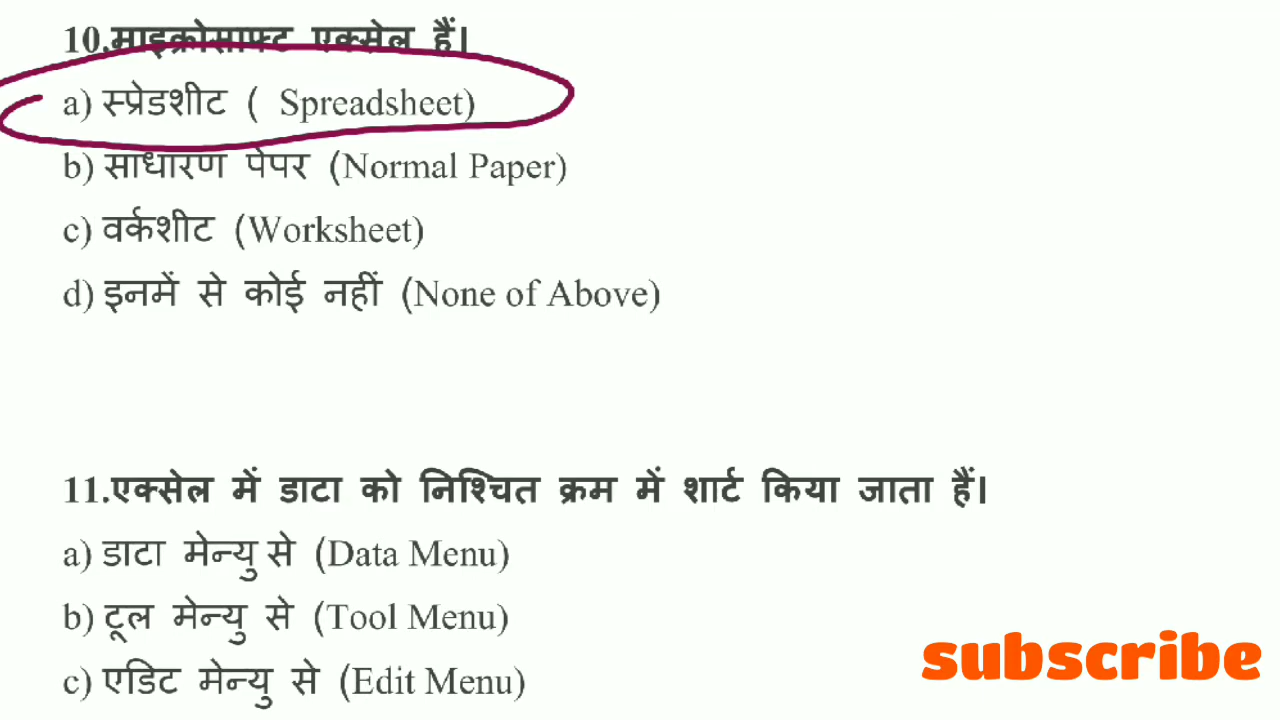 10.माइक्रोसाफ्ट एक्सेल हैं।
a) स्प्रेडशीट ( Spreadsheet)
b) साधारण पेपर (Normal Paper)
c) वर्कशीट (Worksheet)
d) इनमें से कोई नहीं (None of Above)
11.एक्सेल में डाटा को निश्चित क्रम में शार्ट किया जाता हैं।
a) डाटा मेन्यु से (Data Menu)
b) टूल मेन्यु से (Tool Menu)
c) एडिट मेन्यु से (Edit Menu)
subscribe